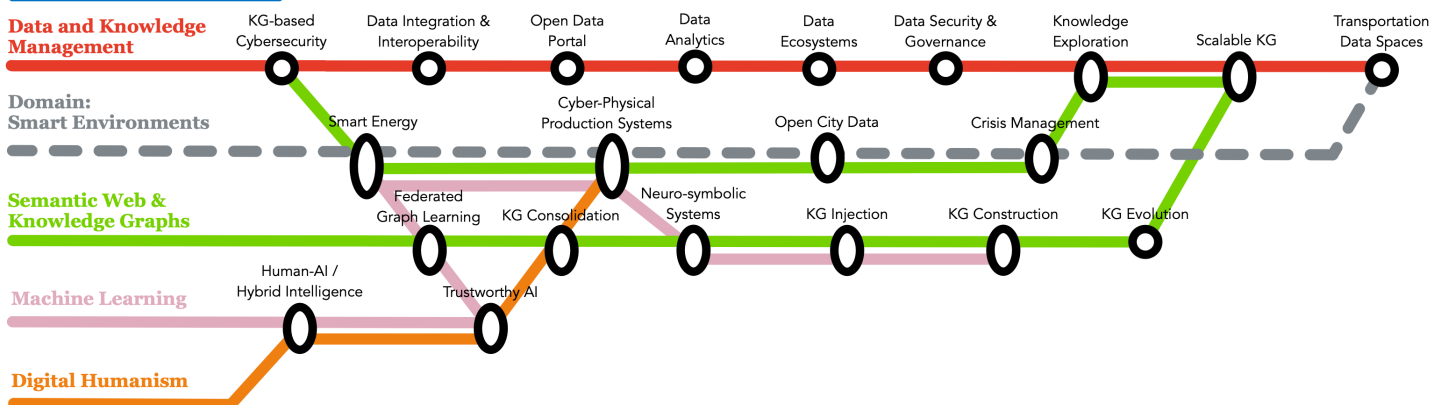 Data and Knowledge
Management
KG-based
Cybersecurity
Data Integration &
Interoperability
Open Data
Portal
Data
Analytics
Data
Ecosystems
Data Security &
Governance
Knowledge
Exploration
Scalable KG
Transportation
Data Spaces
Domain:
Smart Environments
Smart Energy
Cyber-Physical
Production Systems
Open City Data
Crisis Management
Semantic Web &
Knowledge Graphs
Federated
Graph Learning
KG Consolidation
Neuro-symbolic
Systems
KG Injection
KG Construction
KG Evolution
Machine Learning
Human-AI /
Hybrid Intelligence
Trustworthy AI
Digital Humanism